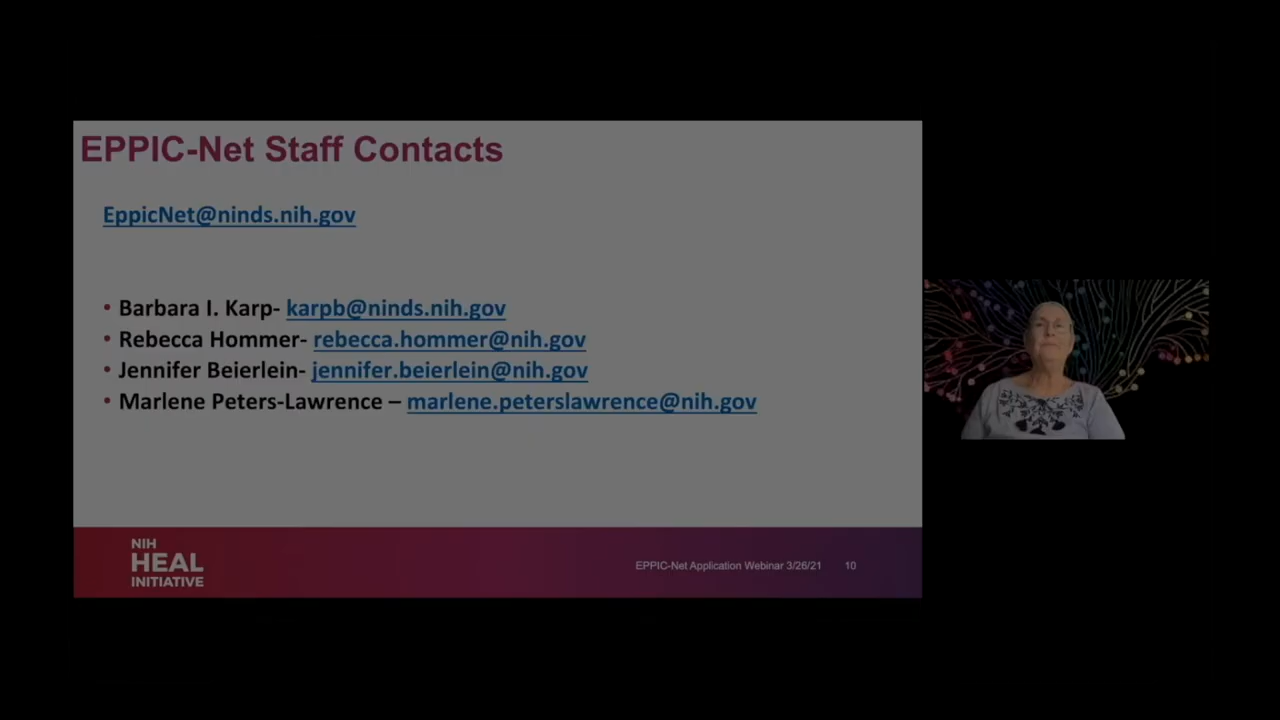 EPPIC-Net Staff Contacts
EppicNet@ninds.nih.gov
• Barbara I. Karp- karpb@ninds.nih.gov
• Rebecca Hommer- rebecca.hommer@nih.gov
• Jennifer Beierlein- jennifer.beierlein@nih.gov
• Marlene Peters-Lawrence – marlene.peterslawrence@nih.gov
NIH
HEAL
INITIATIVE
EPPIC-Net Application Webinar 3/26/21 10